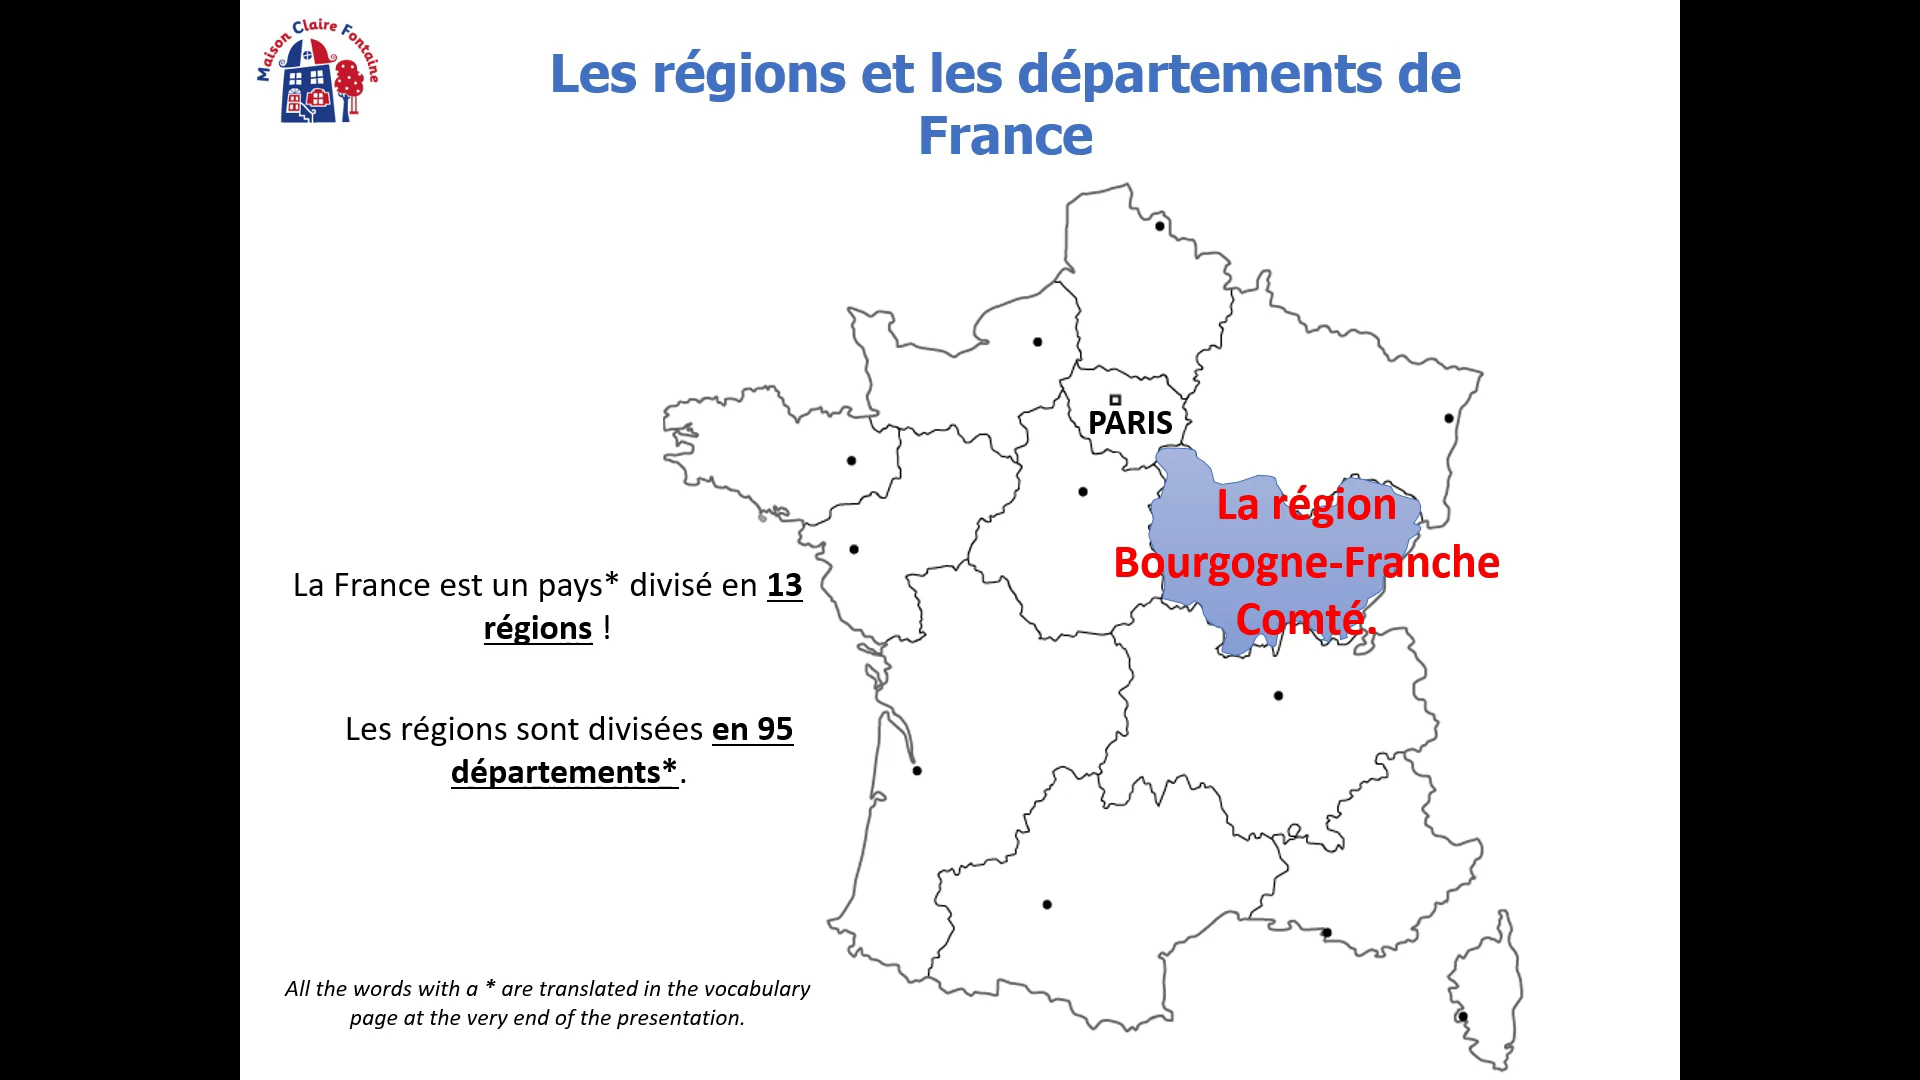 Maison Claire Fontaine
Les régions et les départements de
France
PARIS
La région
Bourgogne-Franche
Comté.
La France est un pays* divisé en 13
régions !
Les régions sont divisées en 95
départements*.
All the words with a * are translated in the vocabulary
page at the very end of the presentation.